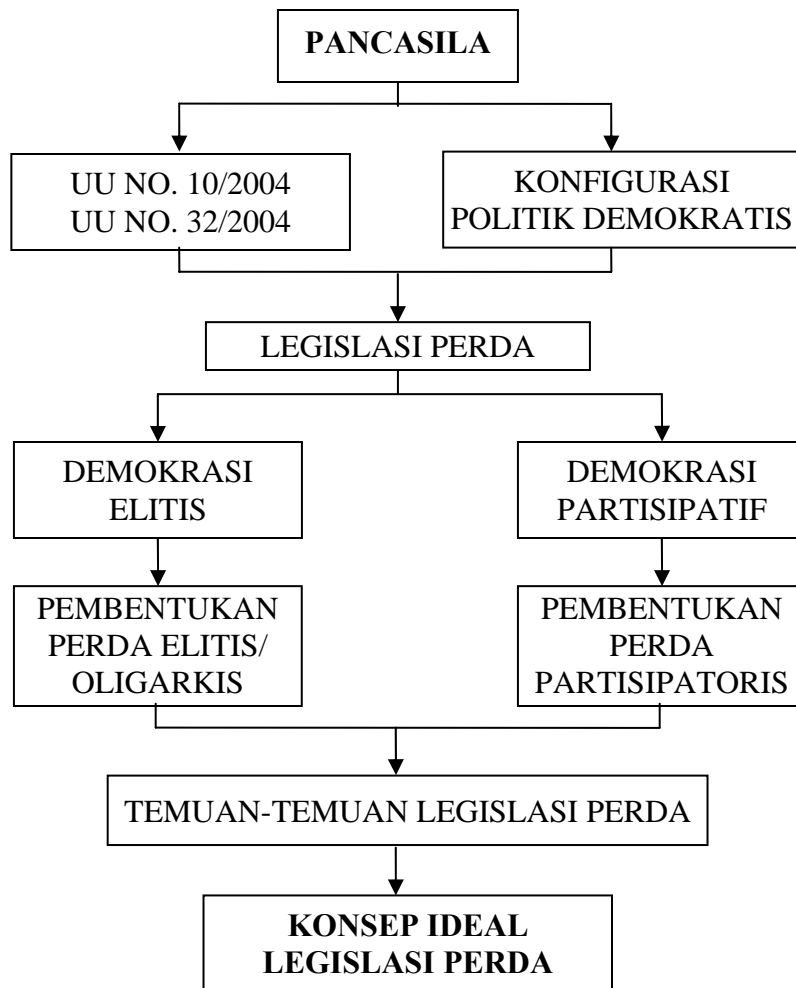 PANCASILA
UU NO. 10/2004
UU NO. 32/2004
KONFIGURASI
POLITIK DEMOKRATIS
LEGISLASI PERDA
DEMOKRASI
ELITIS
DEMOKRASI
PARTISIPATIF
PEMBENTUKAN
PERDA ELITIS/
OLIGARKIS
PEMBENTUKAN
PERDA
PARTISIPATORIS
TEMUAN-TEMUAN LEGISLASI PERDA
KONSEP IDEAL
LEGISLASI PERDA